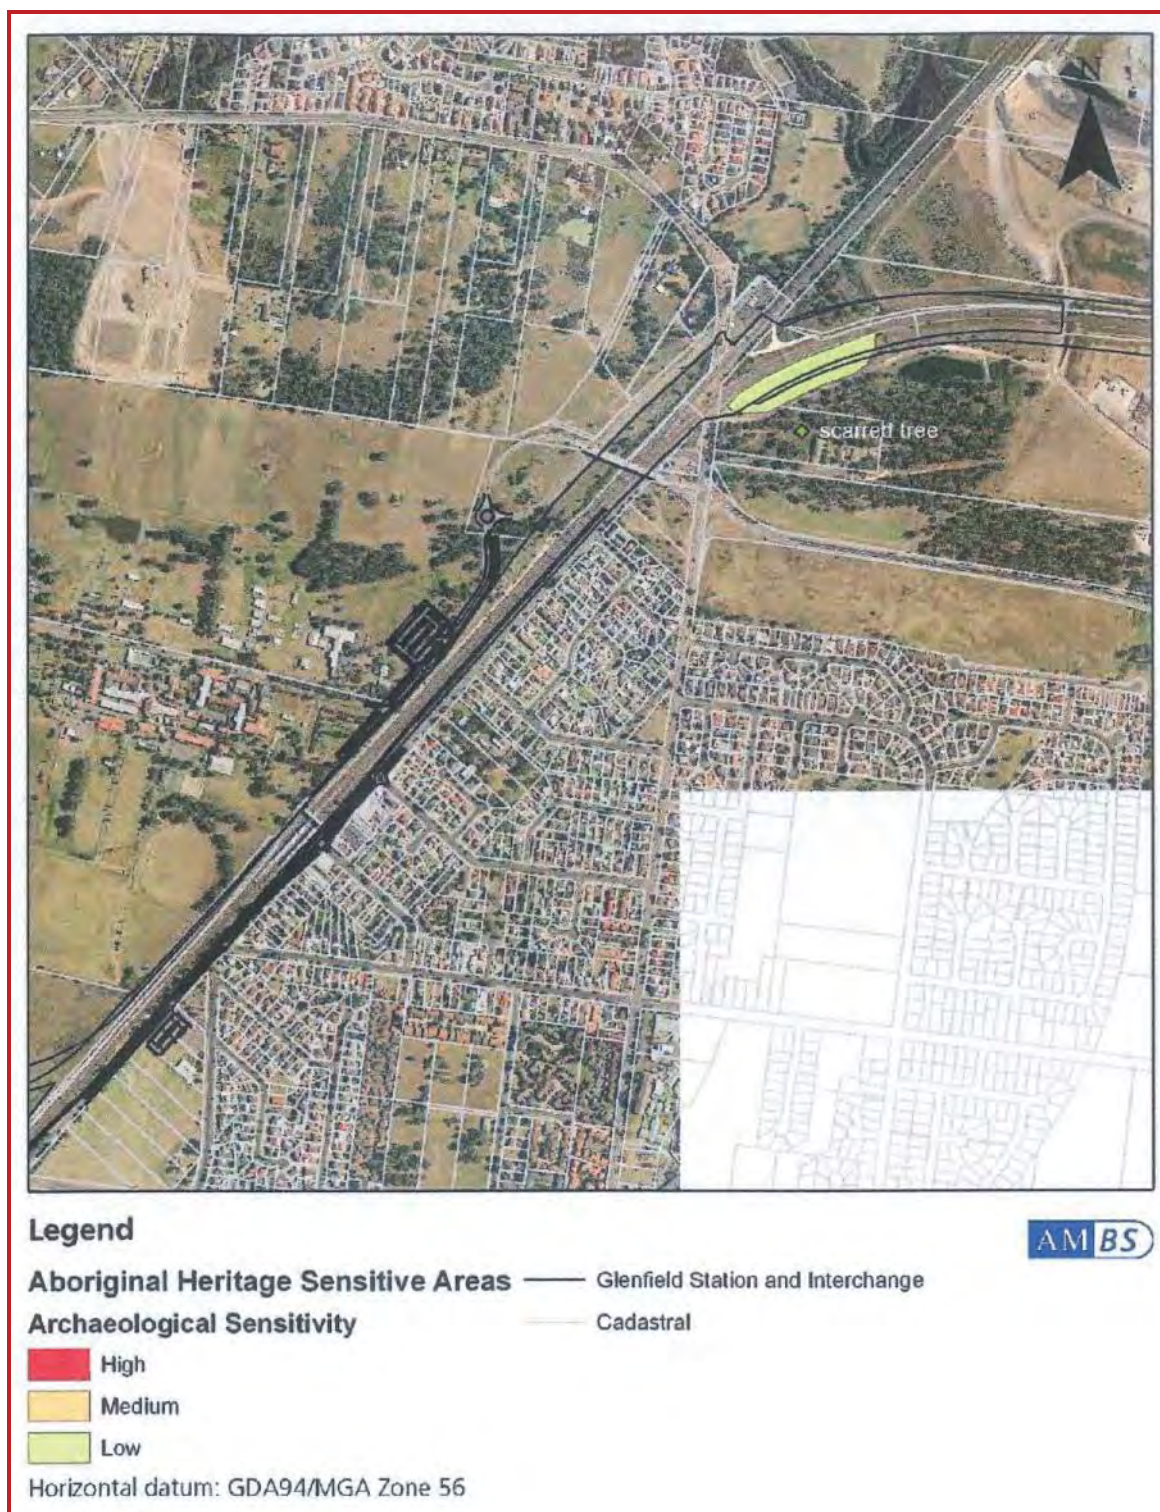 scarred tree
Legend
AMBS
Aboriginal Heritage Sensitive Areas
Glenfield Station and Interchange
Archaeological Sensitivity
Cadastral
High
Medium
Low
Horizontal datum: GDA94/MGA Zone 56